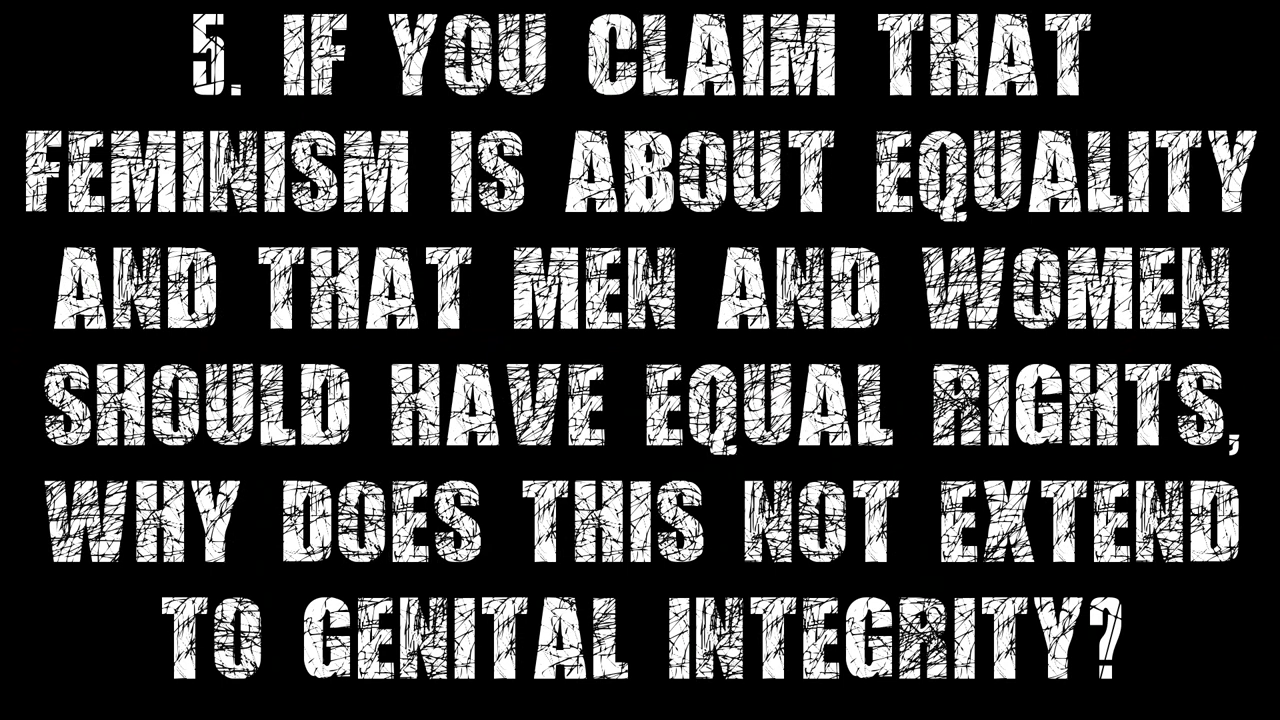 5. IF YOU CLAIM THAT
FEMINISM IS ABOUT EQUALITY
AND THAT MEN AND WOMEN
SHOULD HAVE EQUAL RIGHTS,
WHY DOES THIS NOT EXTEND
TO GENITAL INTEGRITY?